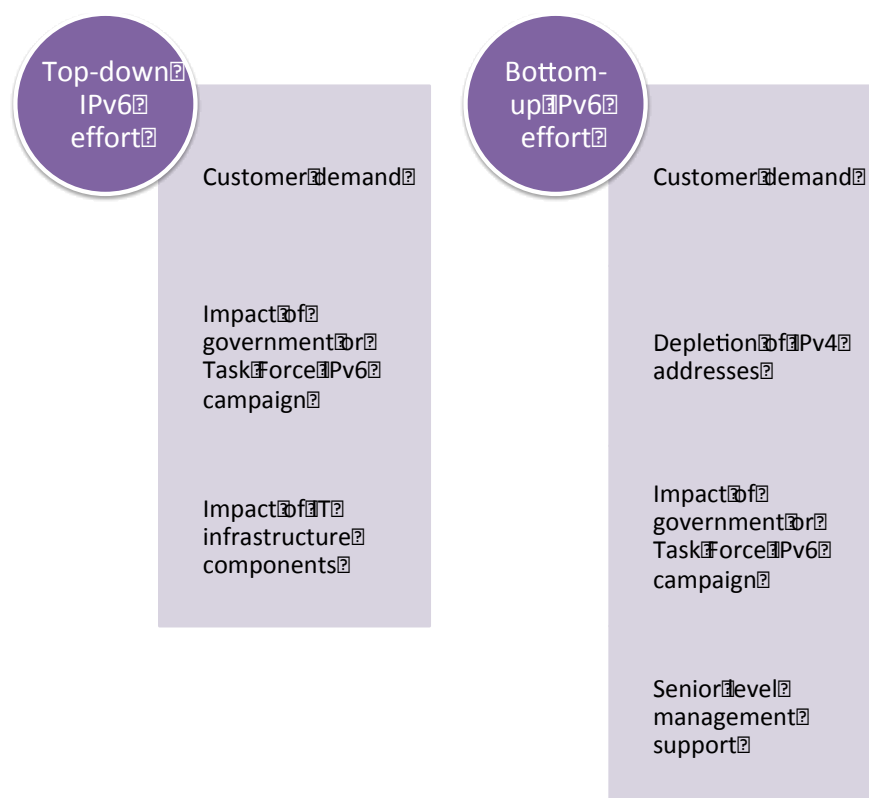 Top-down
IPv6
effort
Customer demand
Impact of
government or
Task Force IPv6
campaign
Impact of IT
infrastructure
components
Bottom-
up IPv6
effort
Customer demand
Depletion of IPv4
addresses
Impact of
government or
Task Force IPv6
campaign
Senior level
management
support